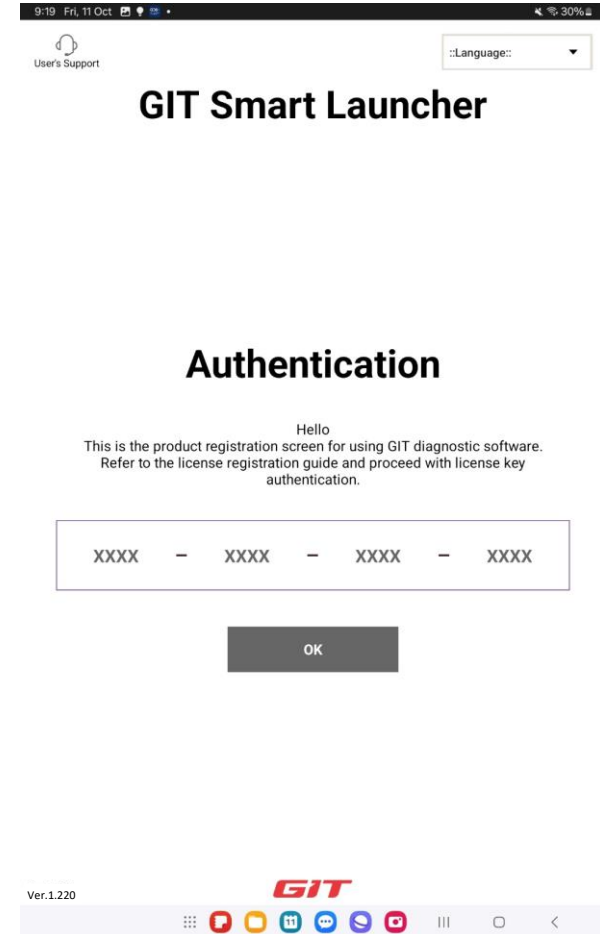 9:19 Fri, 11 Oct 30%
User's Support
::Language::
GIT Smart Launcher
Authentication
Hello
This is the product registration screen for using GIT diagnostic software.
Refer to the license registration guide and proceed with license key
authentication.
XXXX – XXXX – XXXX – XXXX
OK
Ver.1.220
GIT
11